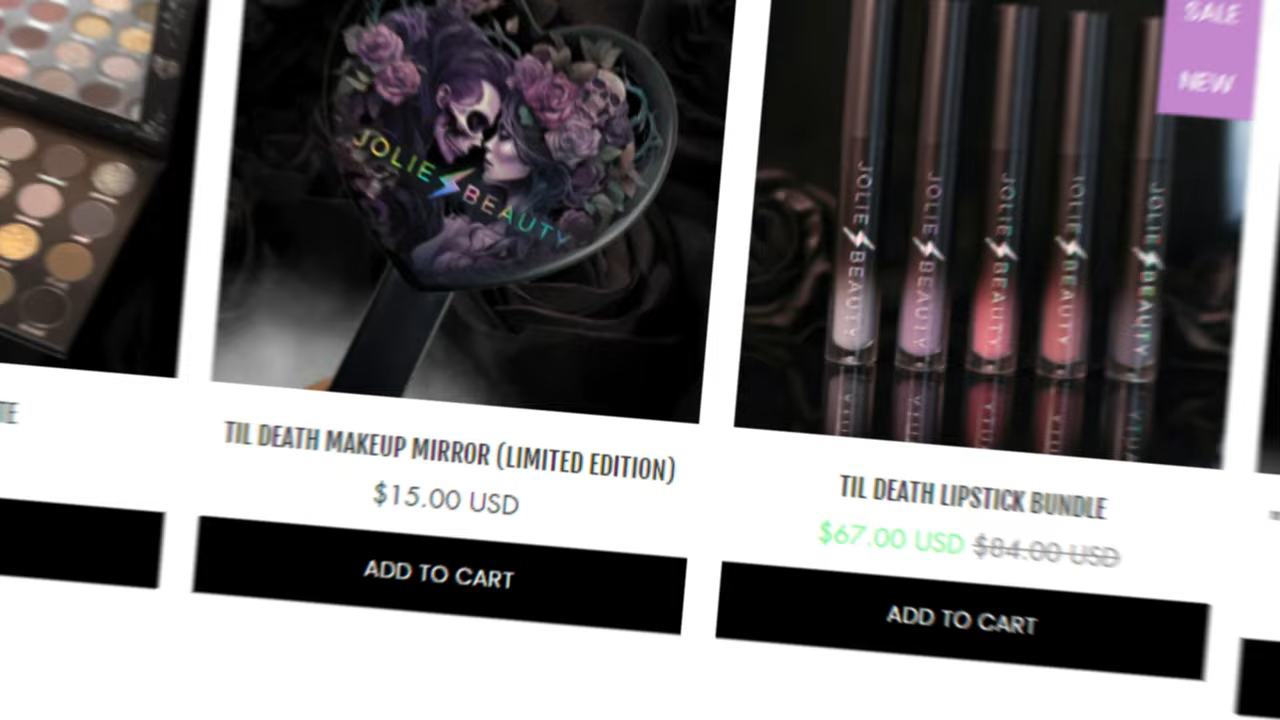 SALE
NEW
JOLIE BEAUTY
JOLIE BEAUTY
JOLIE BEAUTY
JOLIE BEAUTY
JOLIE BEAUTY
JOLIE BEAUTY
TE
TIL DEATH MAKEUP MIRROR (LIMITED EDITION)
$15.00 USD
ADD TO CART
TIL DEATH LIPSTICK BUNDLE
$67.00 USD $84.00 USD
ADD TO CART